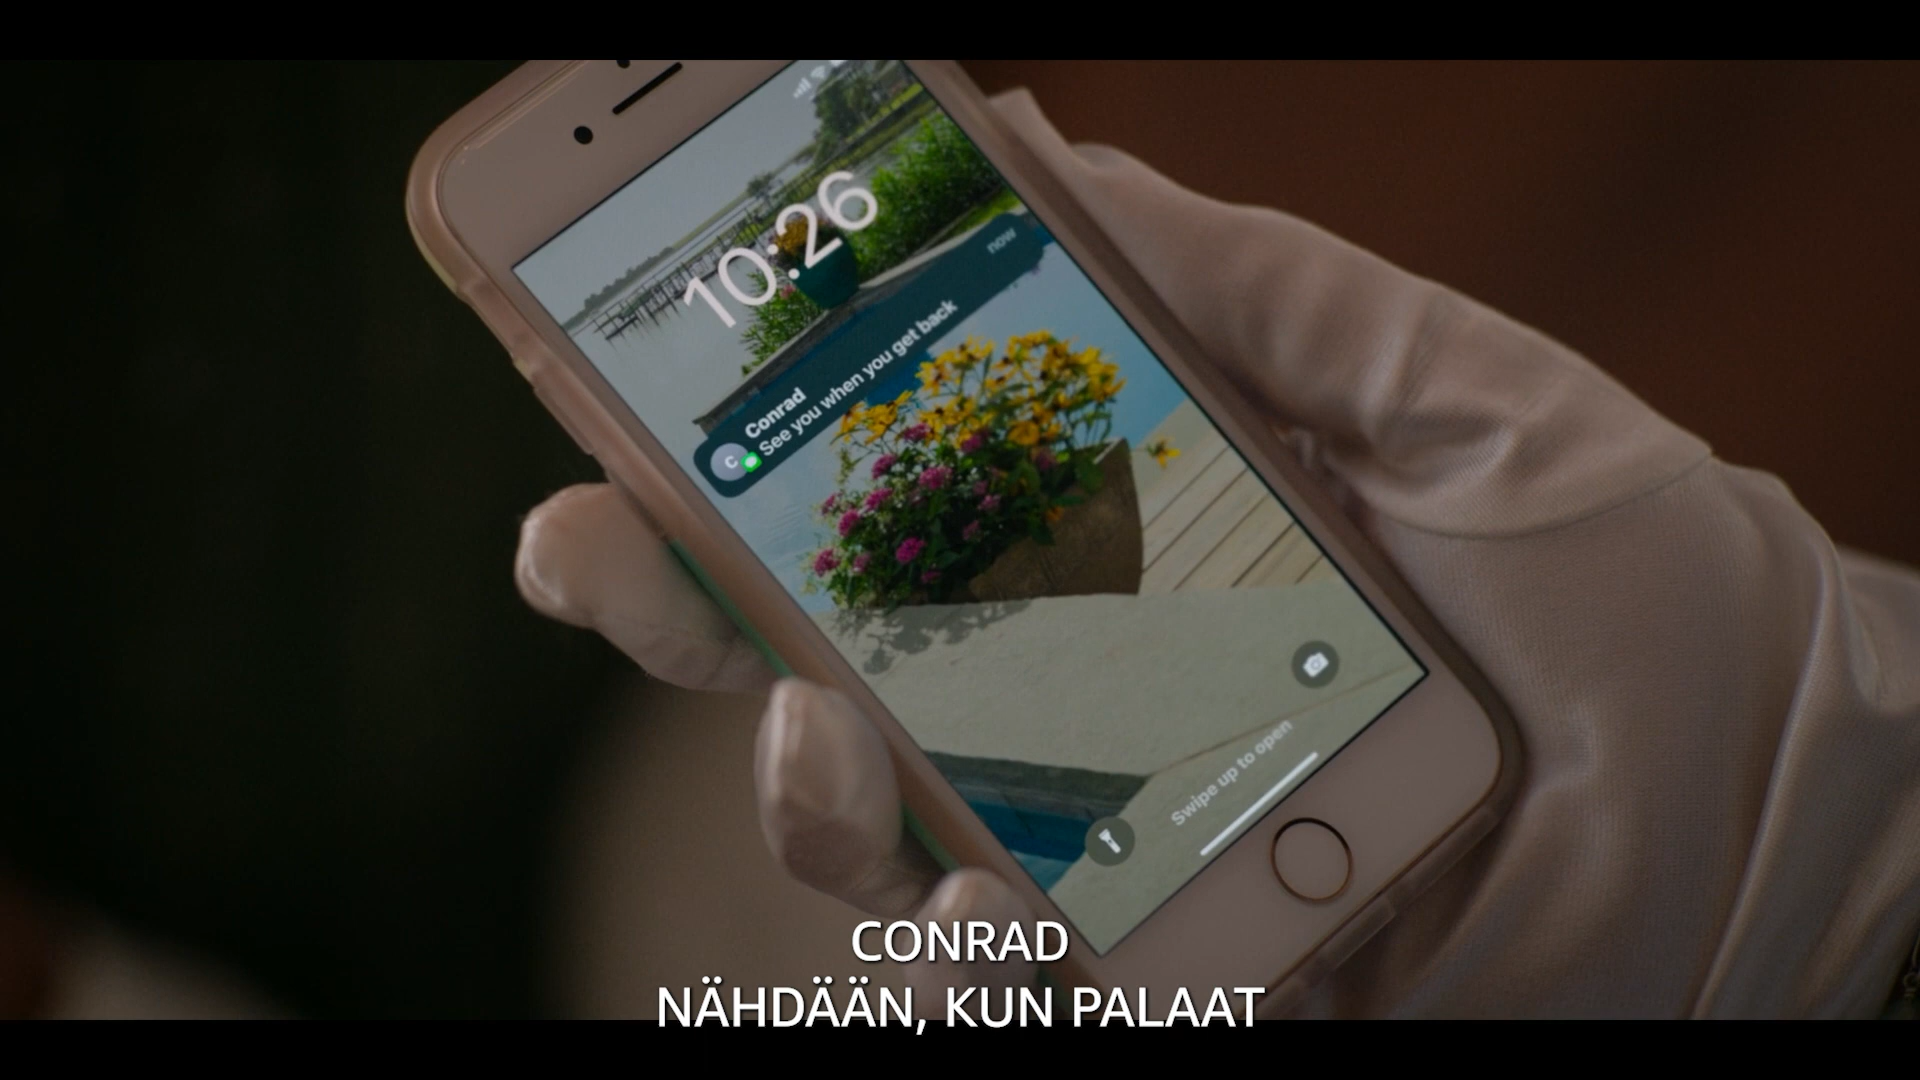 10:26
now
Conrad
See you when you get back
C
Swipe up to open
CONRAD
NÄHDÄÄN, KUN PALAAT